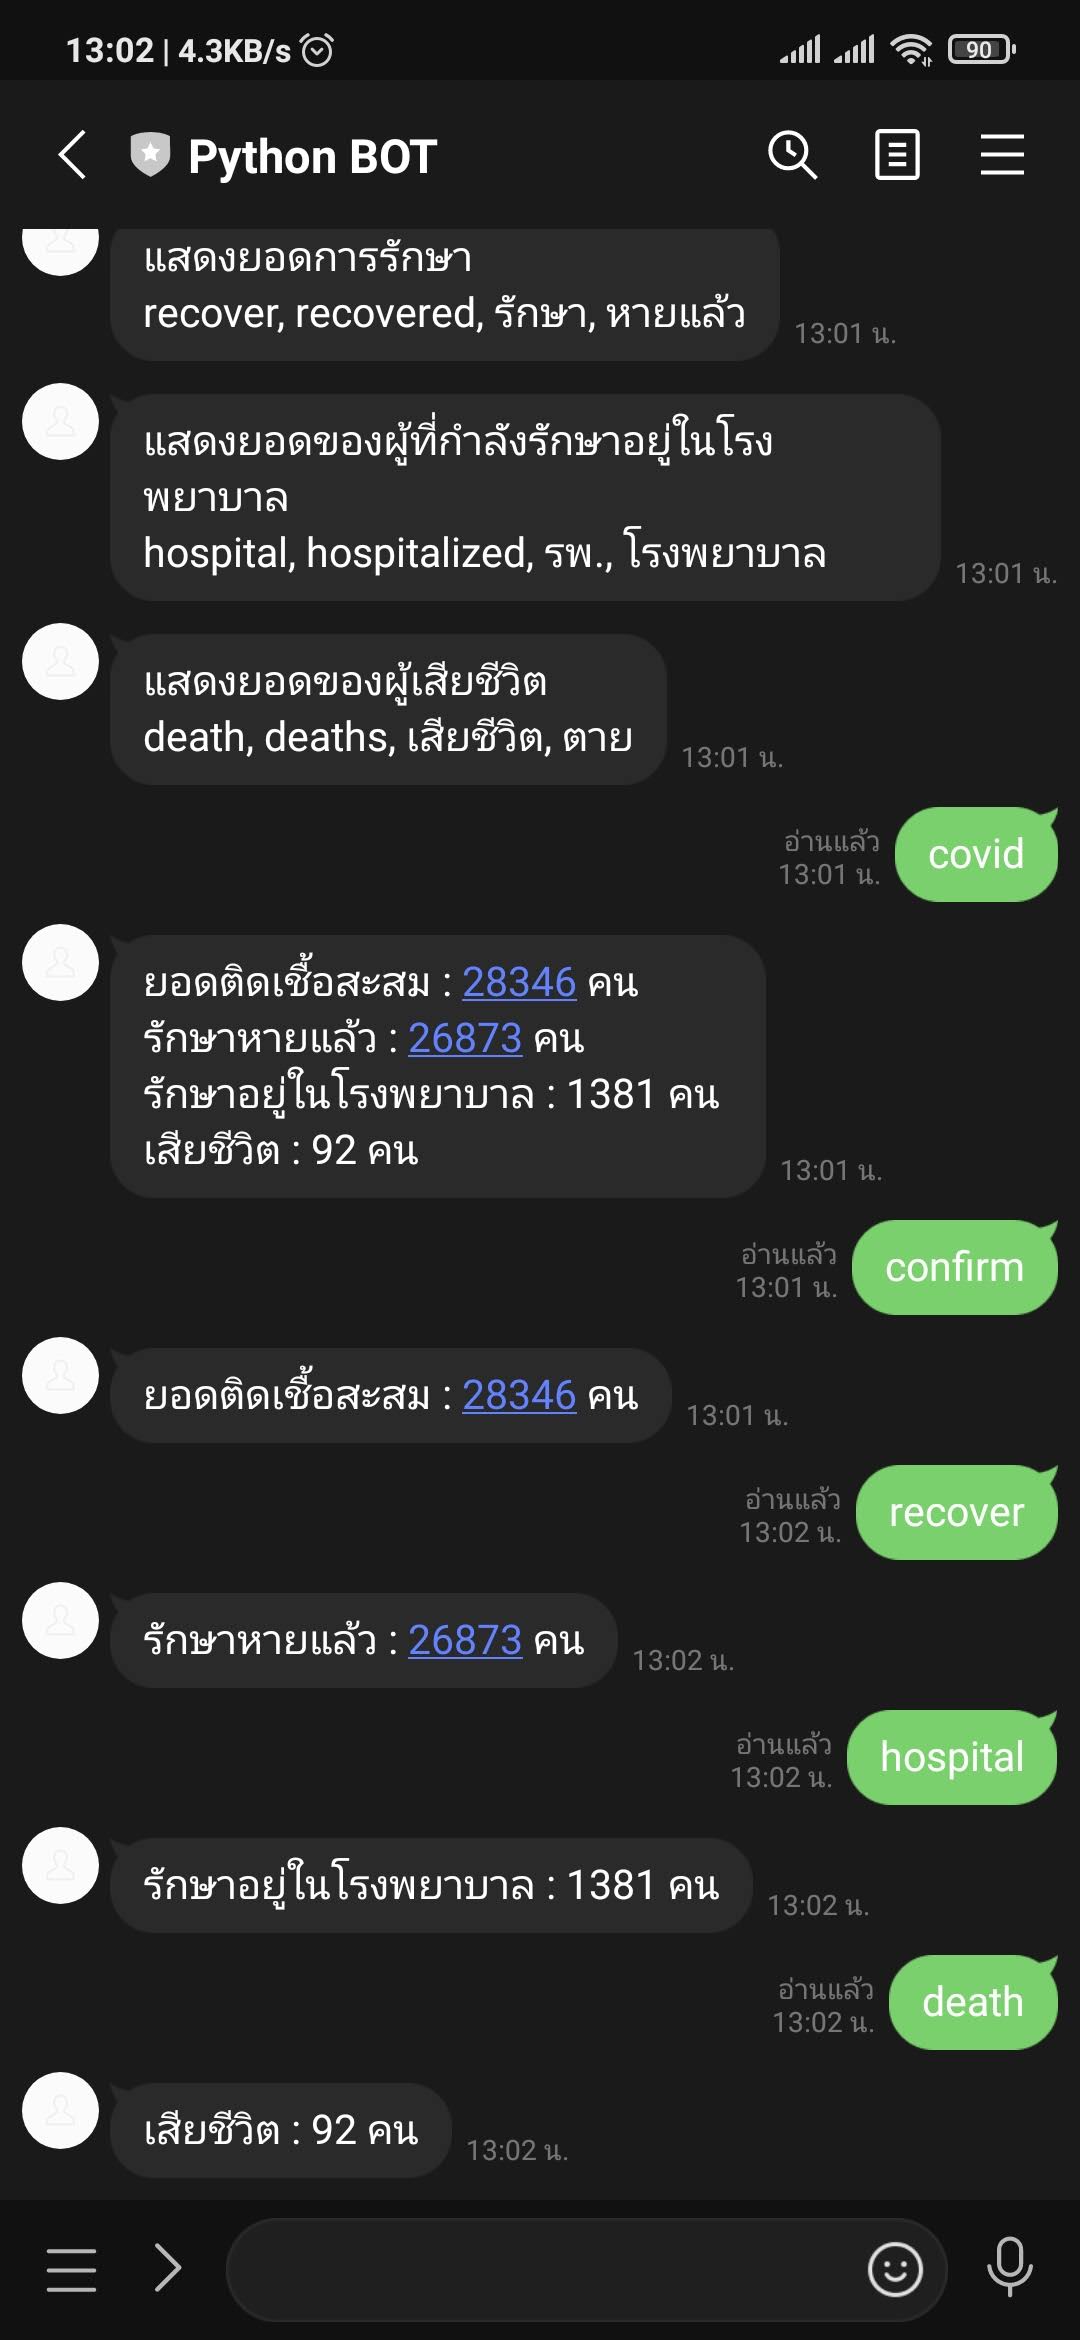 13:02 | 4.3KB/s
90
Python BOT
แสดงยอดการรักษา
recover, recovered, รักษา, หายแล้ว
13:01 น.
แสดงยอดของผู้ที่กำลังรักษาอยู่ในโรง
พยาบาล
hospital, hospitalized, รพ., โรงพยาบาล
13:01 น.
แสดงยอดของผู้เสียชีวิต
death, deaths, เสียชีวิต, ตาย
13:01 น.
อ่านแล้ว
13:01 น.
covid
ยอดติดเชื้อสะสม : 28346 คน
รักษาหายแล้ว : 26873 คน
รักษาอยู่ในโรงพยาบาล : 1381 คน
เสียชีวิต : 92 คน
13:01 น.
อ่านแล้ว
13:01 น.
confirm
ยอดติดเชื้อสะสม : 28346 คน
13:01 น.
อ่านแล้ว
13:02 น.
recover
รักษาหายแล้ว : 26873 คน
13:02 น.
อ่านแล้ว
13:02 น.
hospital
รักษาอยู่ในโรงพยาบาล : 1381 คน
13:02 น.
อ่านแล้ว
13:02 น.
death
เสียชีวิต : 92 คน
13:02 น.